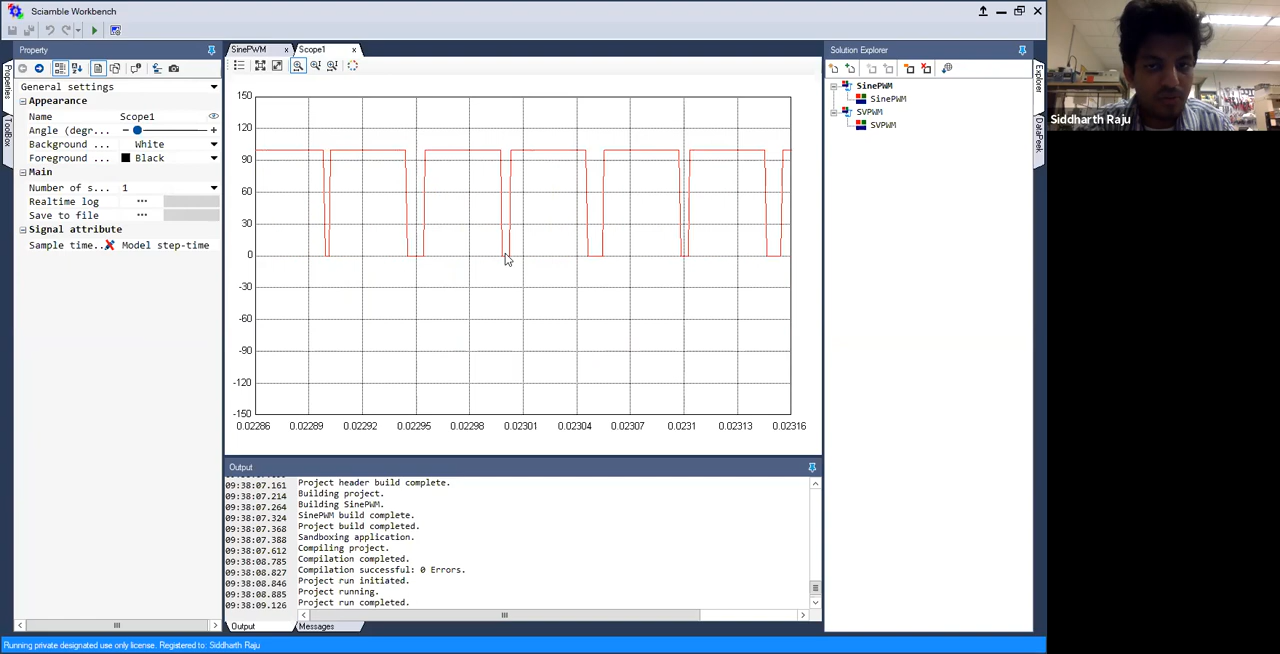 Sciamble Workbench
Property
General settings
Appearance
Name Scope1
Angle (degr...
Background ... White
Foreground ... Black
Main
Number of s... 1
Realtime log ...
Save to file ...
Signal attribute
Sample time... Model step-time
Properties
ToolBox
SinePWM x Scope1 x
150
120
90
60
30
0
-30
-60
-90
-120
-150
0.02286 0.02289 0.02292 0.02295 0.02298 0.02301 0.02304 0.02307 0.0231 0.02313 0.02316
Output
Project header build complete.
09:38:07.161 Building project.
09:38:07.214 Building SinePWM.
09:38:07.264 SinePWM build complete.
09:38:07.324 Project build completed.
09:38:07.368 Sandboxing application.
09:38:07.388 Compiling project.
09:38:07.612 Compilation completed.
09:38:08.785 Compilation successful: 0 Errors.
09:38:08.827 Project run initiated.
09:38:08.846 Project running.
09:38:08.885 Project run completed.
09:38:09.126
Output Messages
Solution Explorer
SinePWM
SinePWM
SVPWM
SVPWM
Explorer
DataPeek
Siddharth Raju
Running private designated use only license. Registered to: Siddharth Raju